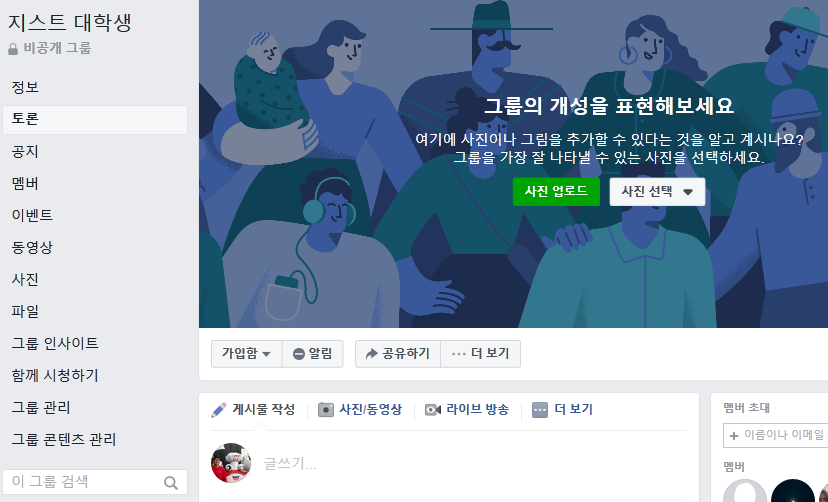 지스트 대학생
비공개 그룹
정보
토론
공지
멤버
이벤트
동영상
사진
파일
그룹 인사이트
함께 시청하기
그룹 관리
그룹 콘텐츠 관리
이 그룹 검색
그룹의 개성을 표현해보세요
여기에 사진이나 그림을 추가할 수 있다는 것을 알고 계시나요?
그룹을 가장 잘 나타낼 수 있는 사진을 선택하세요.
사진 업로드 사진 선택
가입함 알림 공유하기 더 보기
게시물 작성 사진/동영상 라이브 방송 더 보기
글쓰기...
멤버 초대
+ 이름이나 이메일
멤버